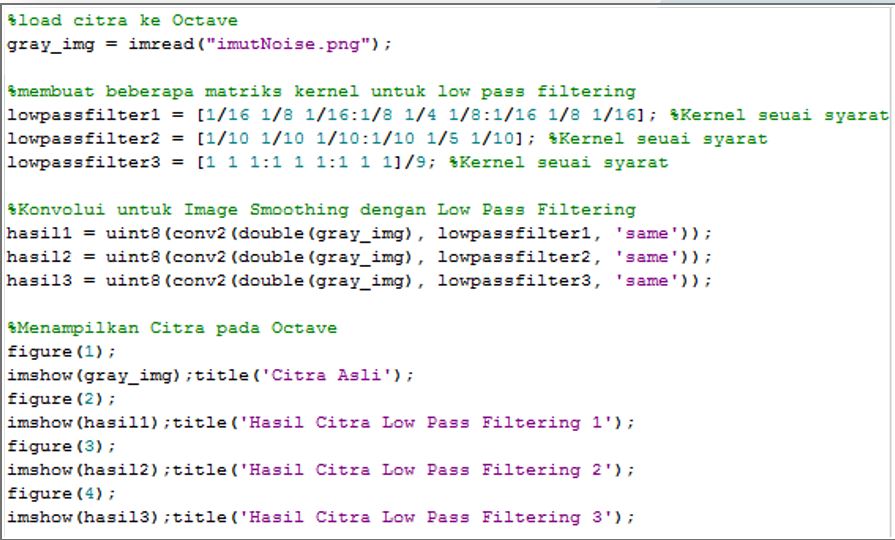 %load citra ke Octave
gray_img = imread("imutNoise.png");
%membuat beberapa matriks kernel untuk low pass filtering
lowpassfilter1 = [1/16 1/8 1/16:1/8 1/4 1/8:1/16 1/8 1/16]; %Kernel seuai syarat
lowpassfilter2 = [1/10 1/10 1/10:1/10 1/5 1/10]; %Kernel seuai syarat
lowpassfilter3 = [1 1 1:1 1 1:1 1 1]/9; %Kernel seuai syarat
%Konvolui untuk Image Smoothing dengan Low Pass Filtering
hasil1 = uint8(conv2(double(gray_img), lowpassfilter1, 'same'));
hasil2 = uint8(conv2(double(gray_img), lowpassfilter2, 'same'));
hasil3 = uint8(conv2(double(gray_img), lowpassfilter3, 'same'));
%Menampilkan Citra pada Octave
figure(1);
imshow(gray_img);title('Citra Asli');
figure(2);
imshow(hasil1);title('Hasil Citra Low Pass Filtering 1');
figure(3);
imshow(hasil2);title('Hasil Citra Low Pass Filtering 2');
figure(4);
imshow(hasil3);title('Hasil Citra Low Pass Filtering 3');